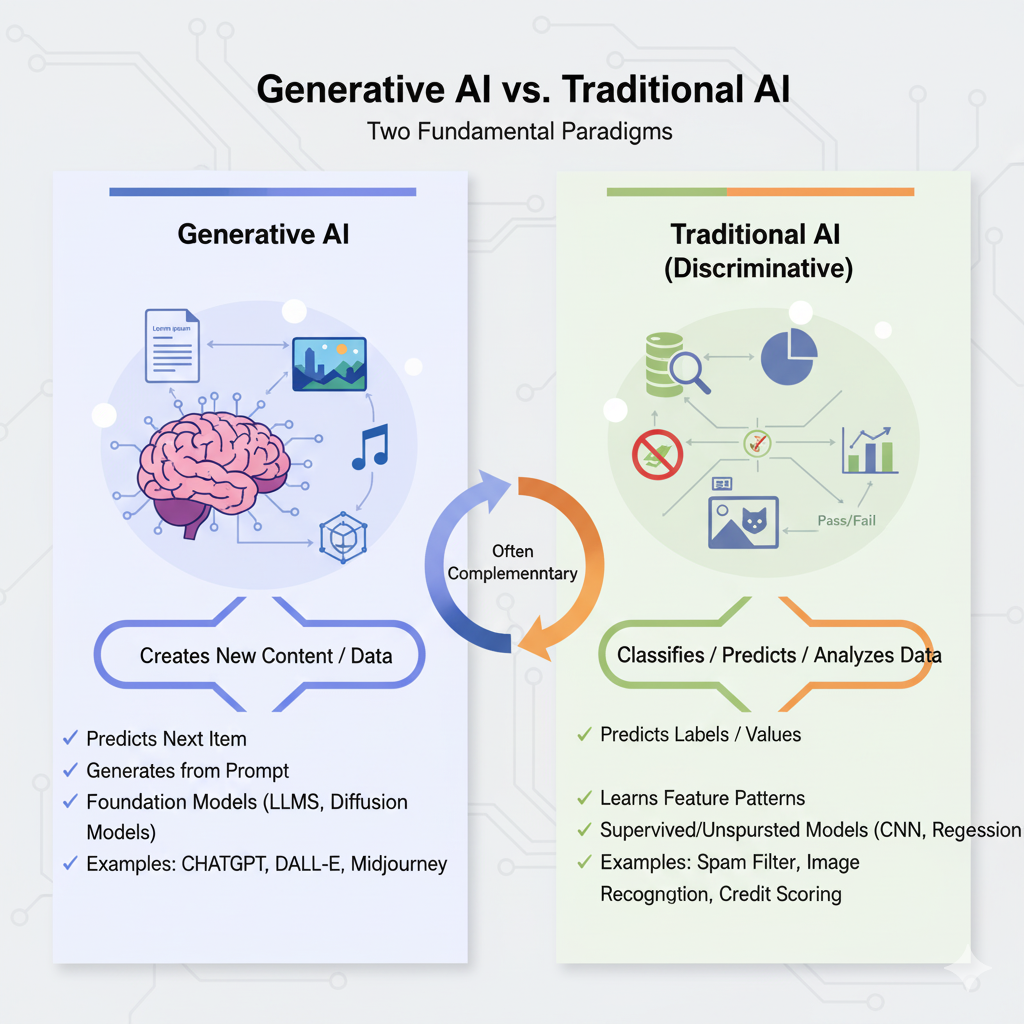 Generative AI vs. Traditional AI
Two Fundamental Paradigms
Generative AI
Lorem ipsum
Creates New Content / Data
✓ Predicts Next Item
✓ Generates from Prompt
✓ Foundation Models (LLMS, Diffusion
Models)
✓ Examples: CHATGPT, DALL-E, Midjourney
Often
Complemenntary
Traditional AI
(Discriminative)
Pass/Fail
Classifies / Predicts / Analyzes Data
✓ Predicts Labels / Values
✓ Learns Feature Patterns
✓ Supervived/Unspursted Models (CNN, Regession
✓ Examples: Spam Filter, Image
Recogngtion, Credit Scoring